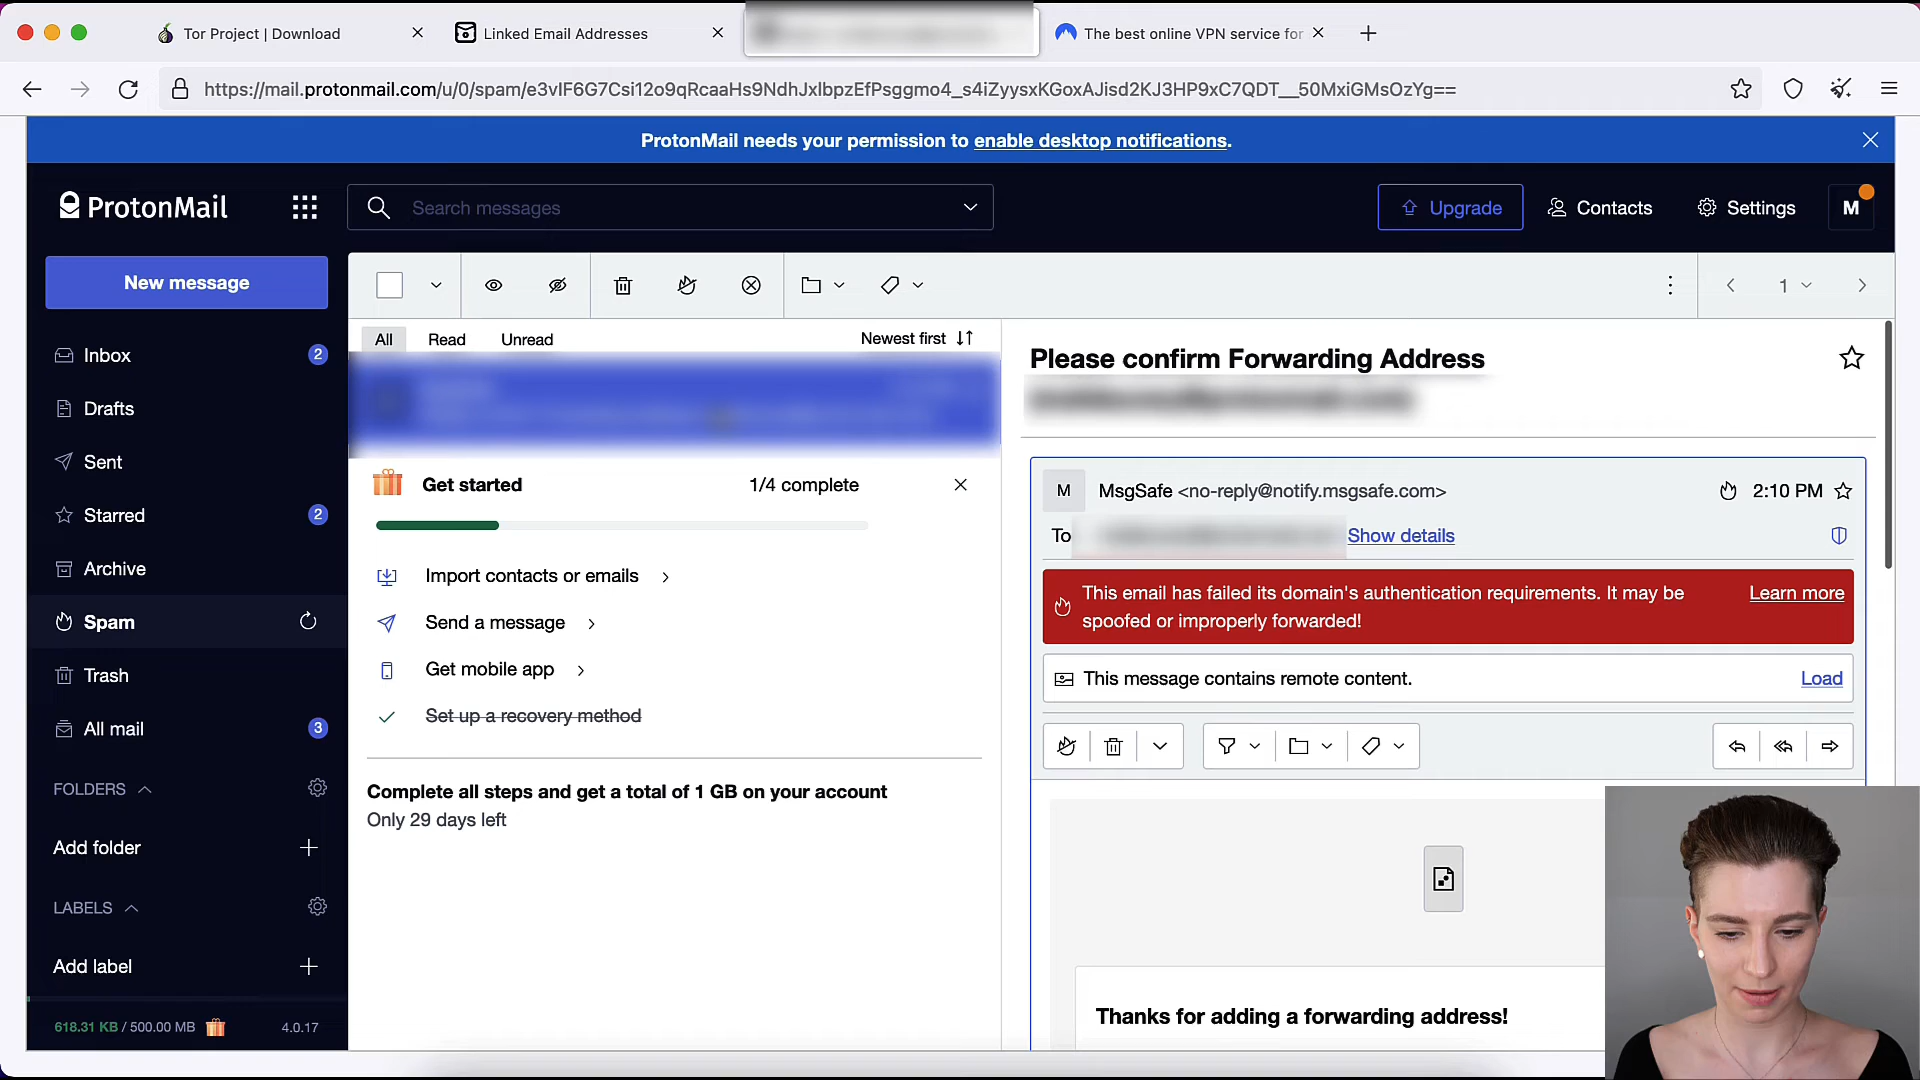 Tor Project | Download
Linked Email Addresses
The best online VPN service for
https://mail.protonmail.com/u/0/spam/e3vIF6G7Csi12o9qRcaaHs9NdhJxlbpzEfPsggmo4_s4iZyysxKGoxAJisd2KJ3HP9xC7QDT__50MxiGMsOzYg==
ProtonMail needs your permission to enable desktop notifications.
ProtonMail
Search messages
Upgrade
Contacts
Settings
M
New message
1
Inbox
2
Drafts
Sent
Starred
2
Archive
Spam
Trash
All mail
3
FOLDERS
Add folder
LABELS
Add label
618.31 KB / 500.00 MB
4.0.17
All
Read
Unread
Newest first
Get started
1/4 complete
Import contacts or emails
Send a message
Get mobile app
Set up a recovery method
Complete all steps and get a total of 1 GB on your account
Only 29 days left
Please confirm Forwarding Address
M
MsgSafe <no-reply@notify.msgsafe.com>
2:10 PM
To
Show details
This email has failed its domain's authentication requirements. It may be
spoofed or improperly forwarded!
Learn more
This message contains remote content.
Load
Thanks for adding a forwarding address!